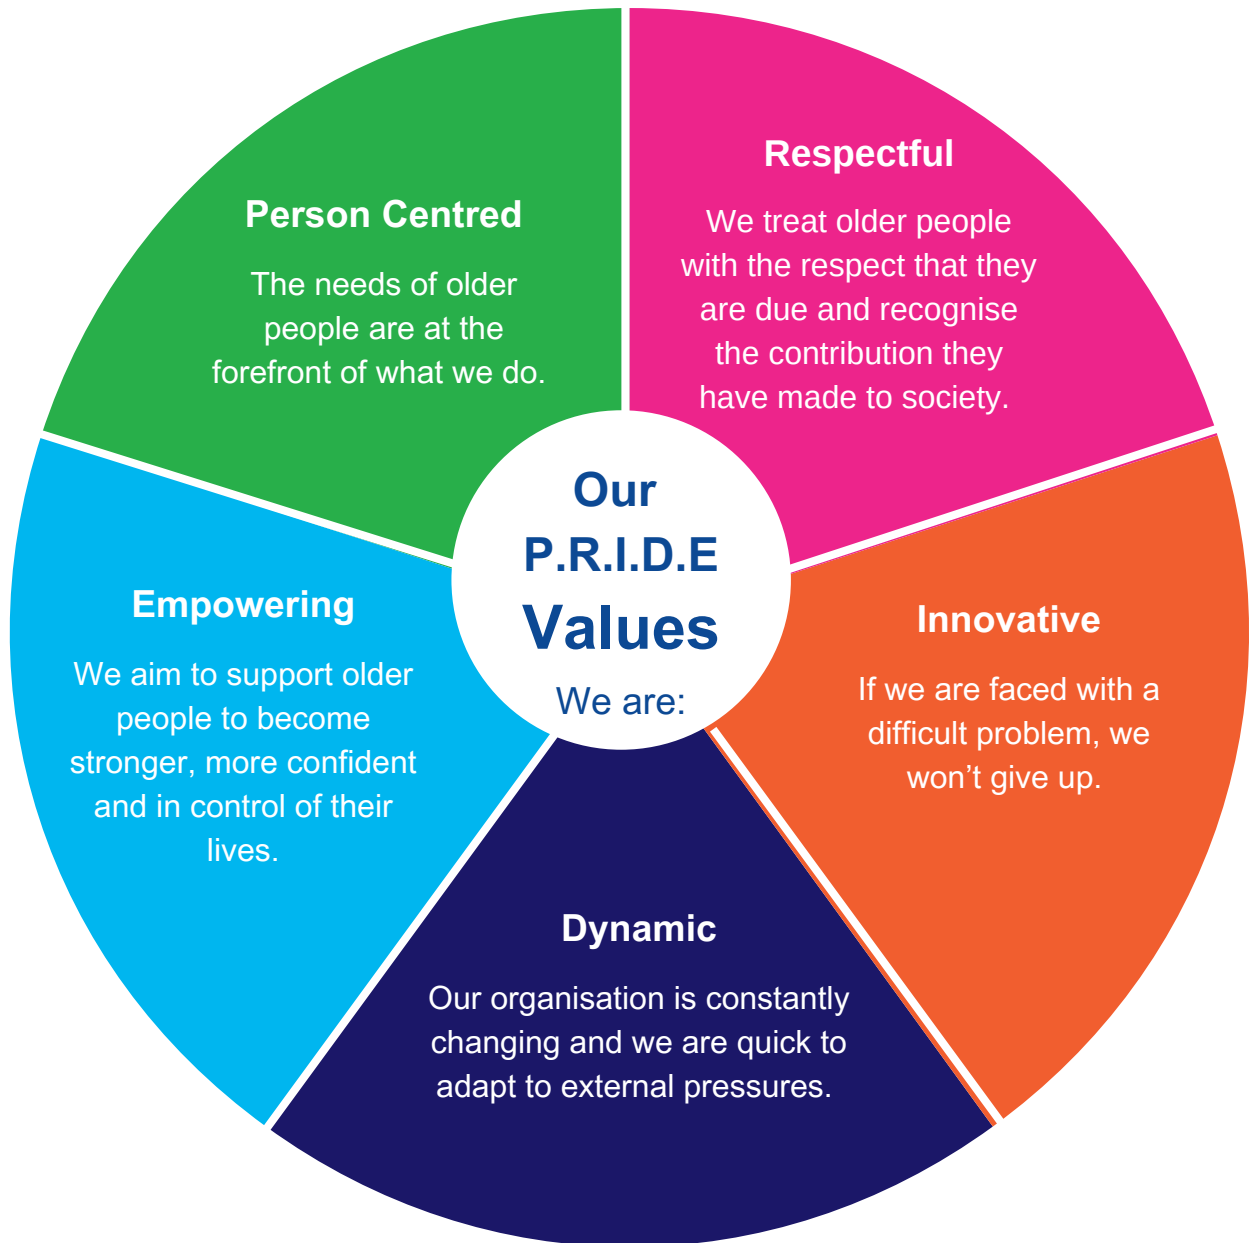 Our
P.R.I.D.E
Values
We are:
Person Centred
The needs of older
people are at the
forefront of what we do.
Respectful
We treat older people
with the respect that they
are due and recognise
the contribution they
have made to society.
Innovative
If we are faced with a
difficult problem, we
won’t give up.
Dynamic
Our organisation is constantly
changing and we are quick to
adapt to external pressures.
Empowering
We aim to support older
people to become
stronger, more confident
and in control of their
lives.